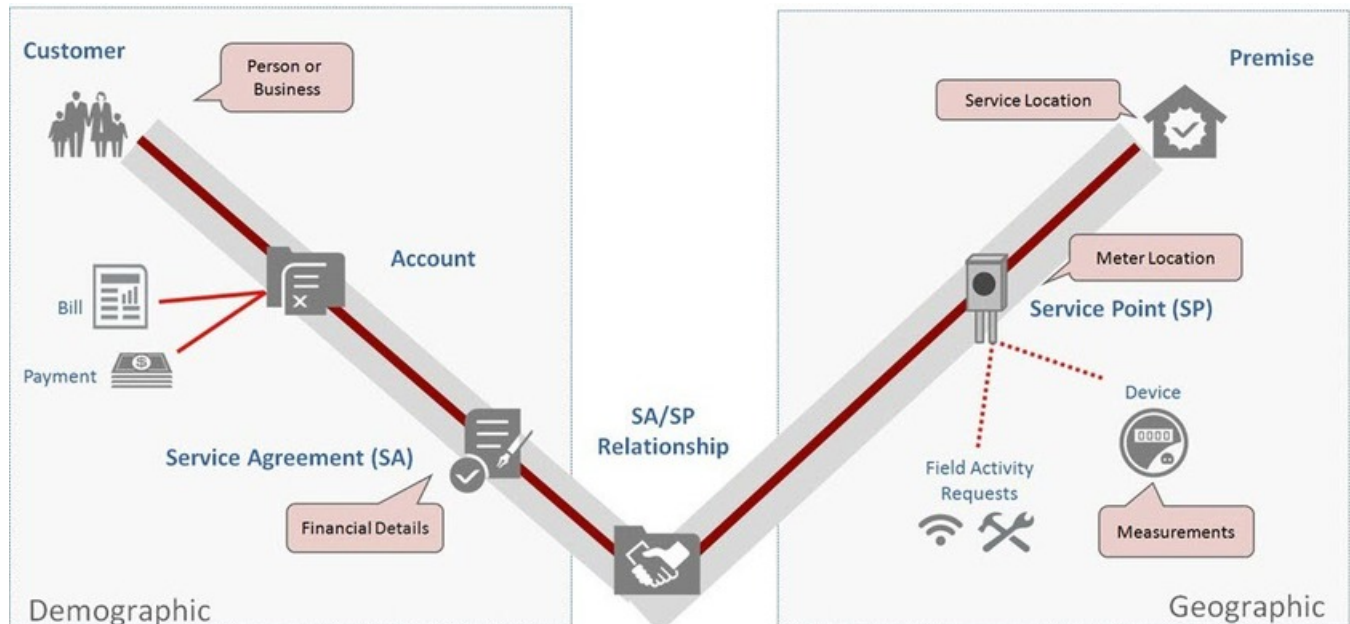 Customer
Person or
Business
Premise
Service Location
Account
Bill
Payment
Meter Location
Service Point (SP)
Device
0000
SA/SP
Relationship
Service Agreement (SA)
Financial Details
Field Activity
Requests
Measurements
Demographic
Geographic